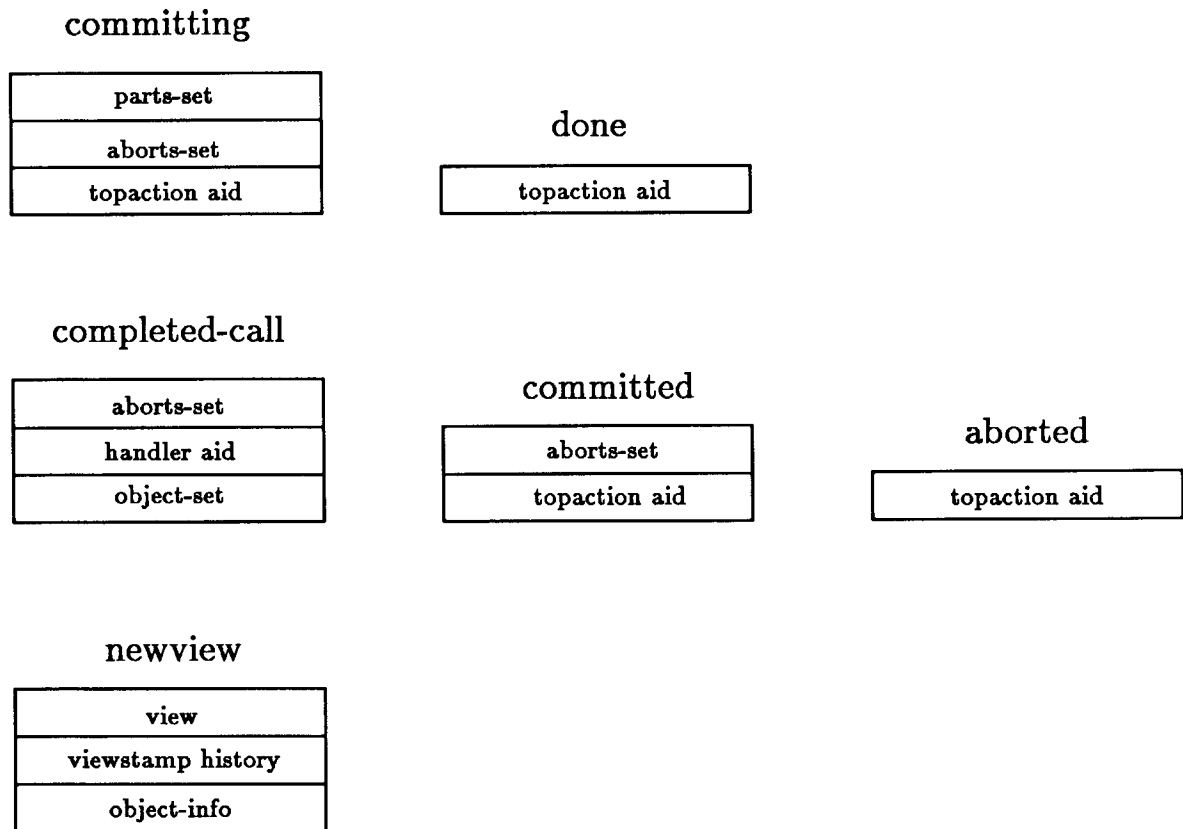 committing
parts-set
aborts-set
topaction aid
done
topaction aid
completed-call
aborts-set
handler aid
object-set
committed
aborts-set
topaction aid
aborted
topaction aid
newview
view
viewstamp history
object-info